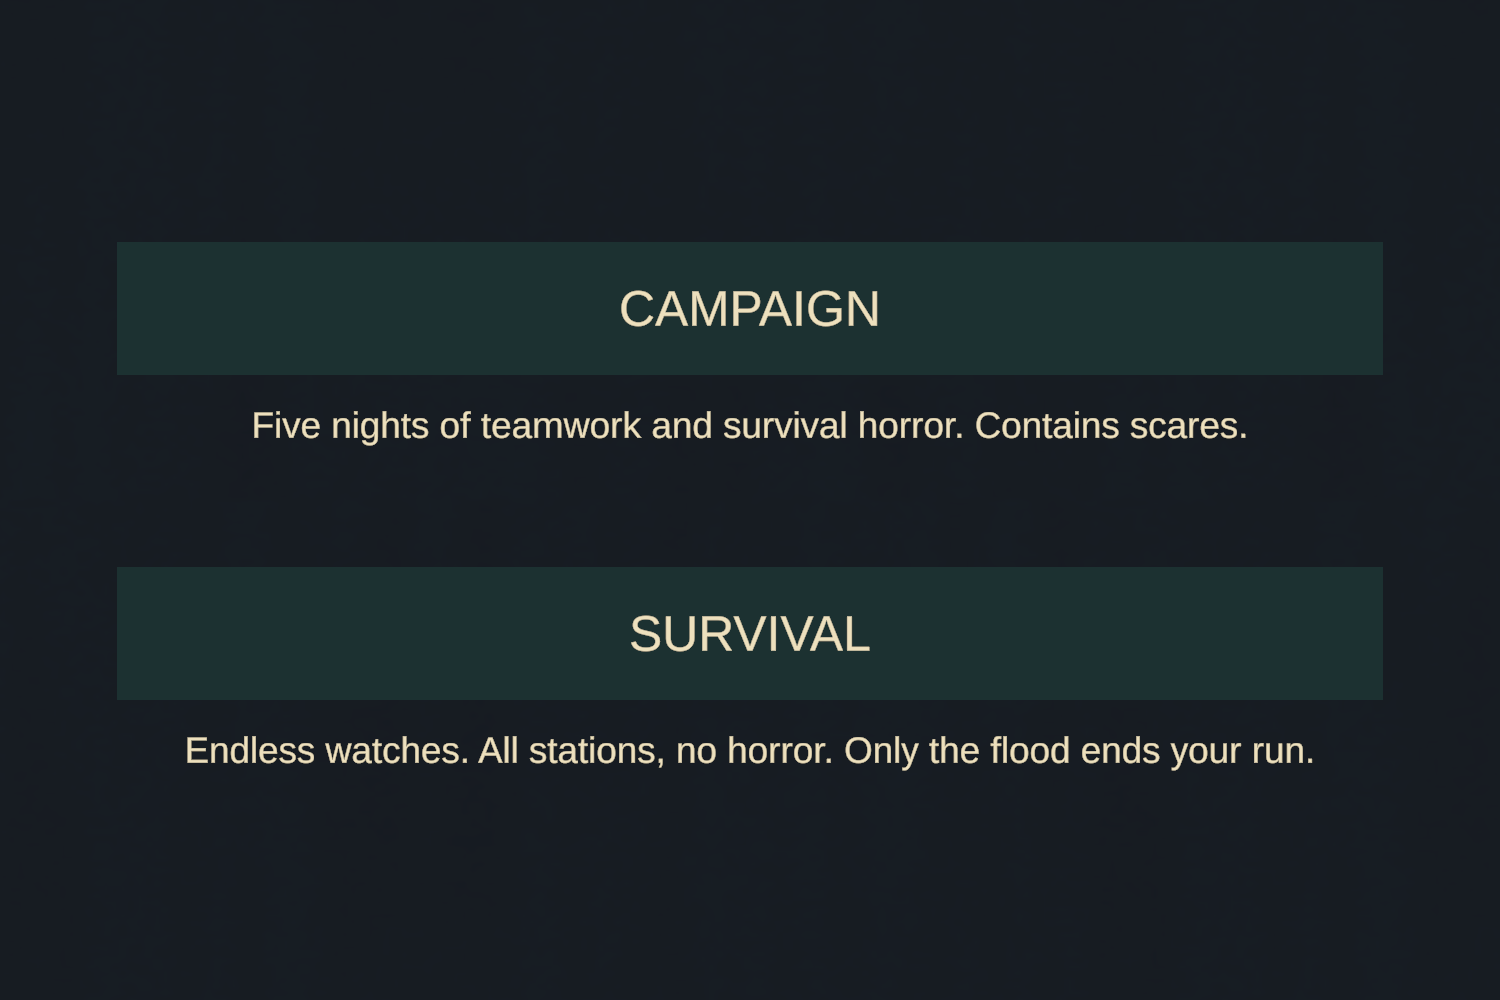 CAMPAIGN
Five nights of teamwork and survival horror. Contains scares.
SURVIVAL
Endless watches. All stations, no horror. Only the flood ends your run.